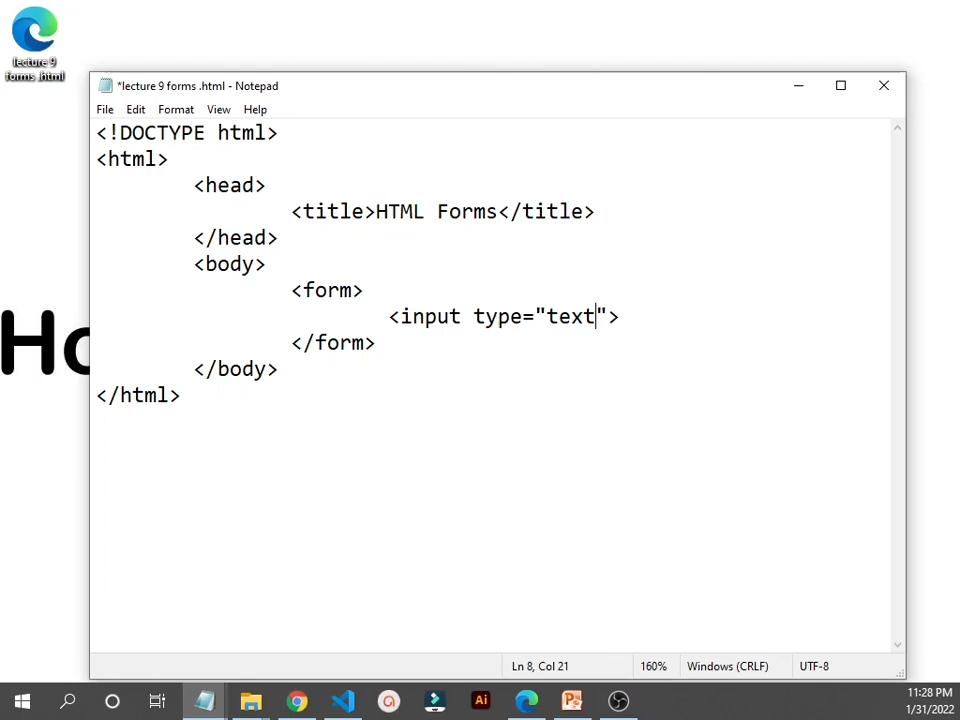 lecture 9
forms .html
*lecture 9 forms .html - Notepad
File Edit Format View Help
<!DOCTYPE html>
<html>
<head>
<title>HTML Forms</title>
</head>
<body>
<form>
<input type="text">
</form>
</body>
</html>
Ho
Ln 8, Col 21 160% Windows (CRLF) UTF-8
Ai
11:28 PM
1/31/2022